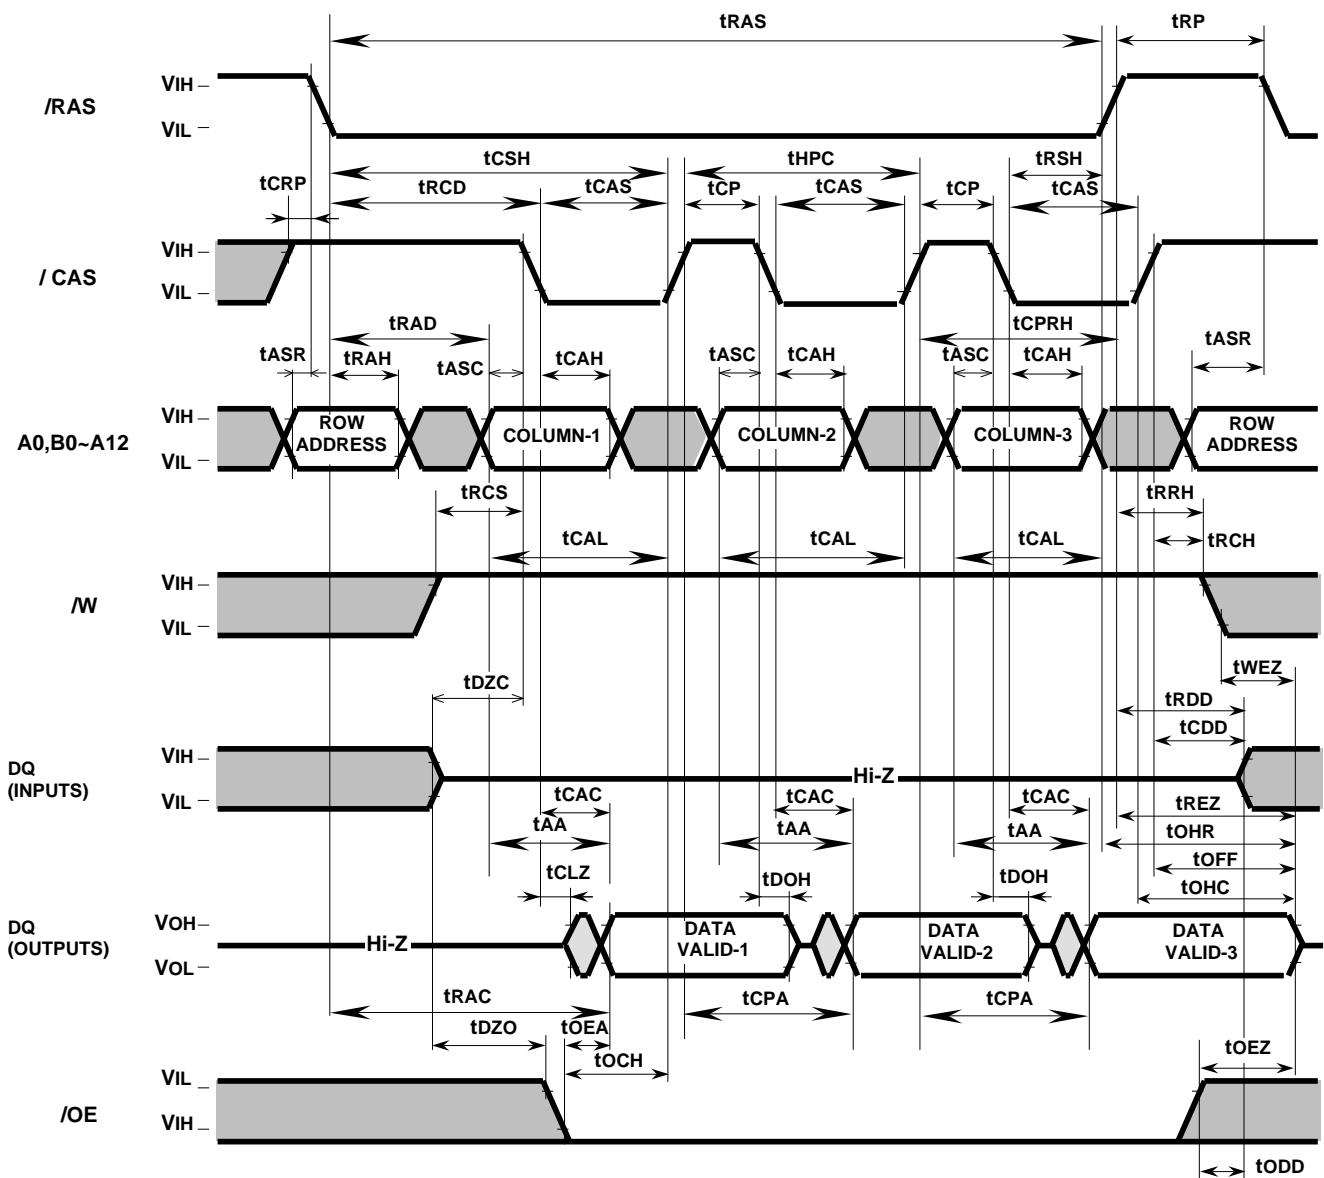 tRAS
tRP
VIH
/RAS
VIL
tCSH
tHPC
tRSH
tCRP
tRCD
tCAS
tCP
tCAS
tCP
tCAS
VIH
/ CAS
VIL
tRAD
tCPRH
tASR
tRAH
tASC
tCAH
tASC
tCAH
tASC
tCAH
tASR
VIH
A0,B0~A12
VIL
ROW
ADDRESS
COLUMN-1
COLUMN-2
COLUMN-3
ROW
ADDRESS
tRCS
tRRH
tCAL
tCAL
tCAL
tRCH
VIH
/W
VIL
tDZC
tWEZ
tRDD
tCDD
VIH
DQ
(INPUTS)
VIL
Hi-Z
tCAC
tCAC
tCAC
tREZ
tAA
tAA
tAA
tOHR
tCLZ
tDOH
tDOH
tOFF
tOHC
VOH
DQ
(OUTPUTS)
VOL
Hi-Z
DATA
VALID-1
DATA
VALID-2
DATA
VALID-3
tRAC
tCPA
tCPA
tDZO
tOEA
tOCH
tOEZ
VIL
/OE
VIH
tODD